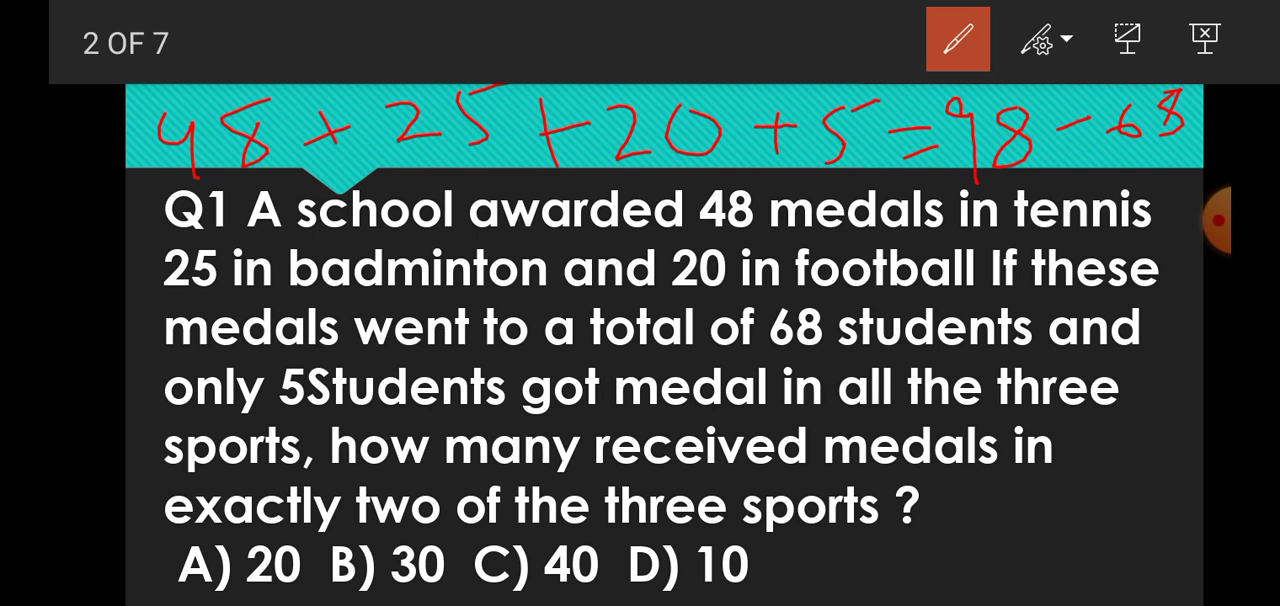 2 OF 7
48 + 25 + 20 + 5 = 98 - 68
Q1 A school awarded 48 medals in tennis
25 in badminton and 20 in football If these
medals went to a total of 68 students and
only 5Students got medal in all the three
sports, how many received medals in
exactly two of the three sports ?
A) 20 B) 30 C) 40 D) 10